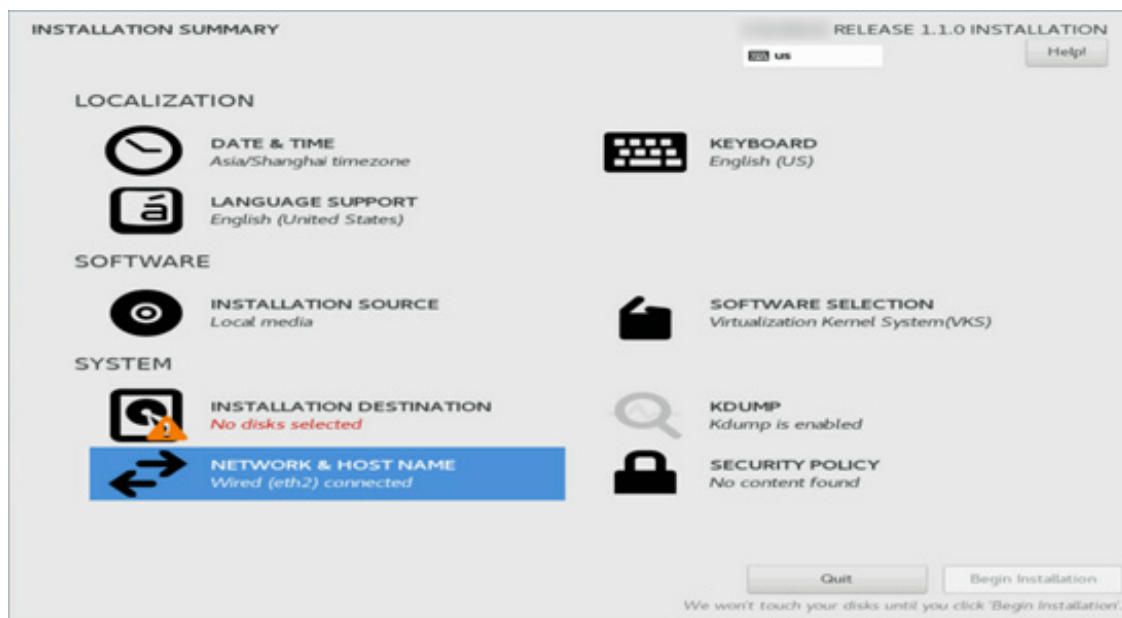 INSTALLATION SUMMARY
RELEASE 1.1.0 INSTALLATION
us
Help!
LOCALIZATION
DATE & TIME
Asia/Shanghai timezone
KEYBOARD
English (US)
LANGUAGE SUPPORT
English (United States)
SOFTWARE
INSTALLATION SOURCE
Local media
SOFTWARE SELECTION
Virtualization Kernel System(VKS)
SYSTEM
INSTALLATION DESTINATION
No disks selected
KDUMP
Kdump is enabled
NETWORK & HOST NAME
Wired (eth2) connected
SECURITY POLICY
No content found
Quit
Begin Installation
We won't touch your disks until you click 'Begin Installation'.